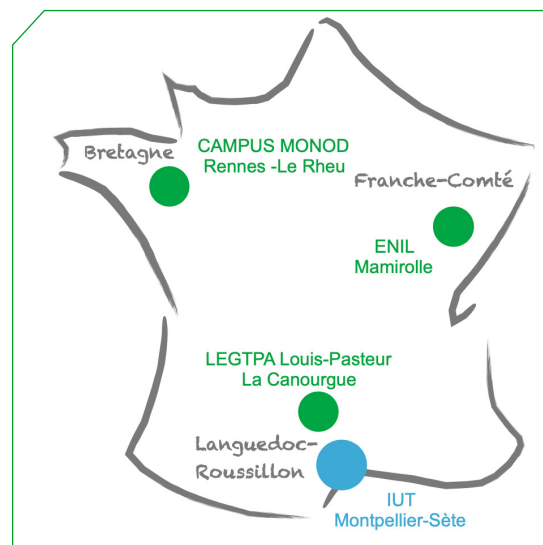 CAMPUS MONOD
Rennes -Le Rheu
Bretagne
Franche-Comté
ENIL
Mamirolle
LEGTPA Louis-Pasteur
La Canourgue
Languedoc-
Roussillon
IUT
Montpellier-Sète